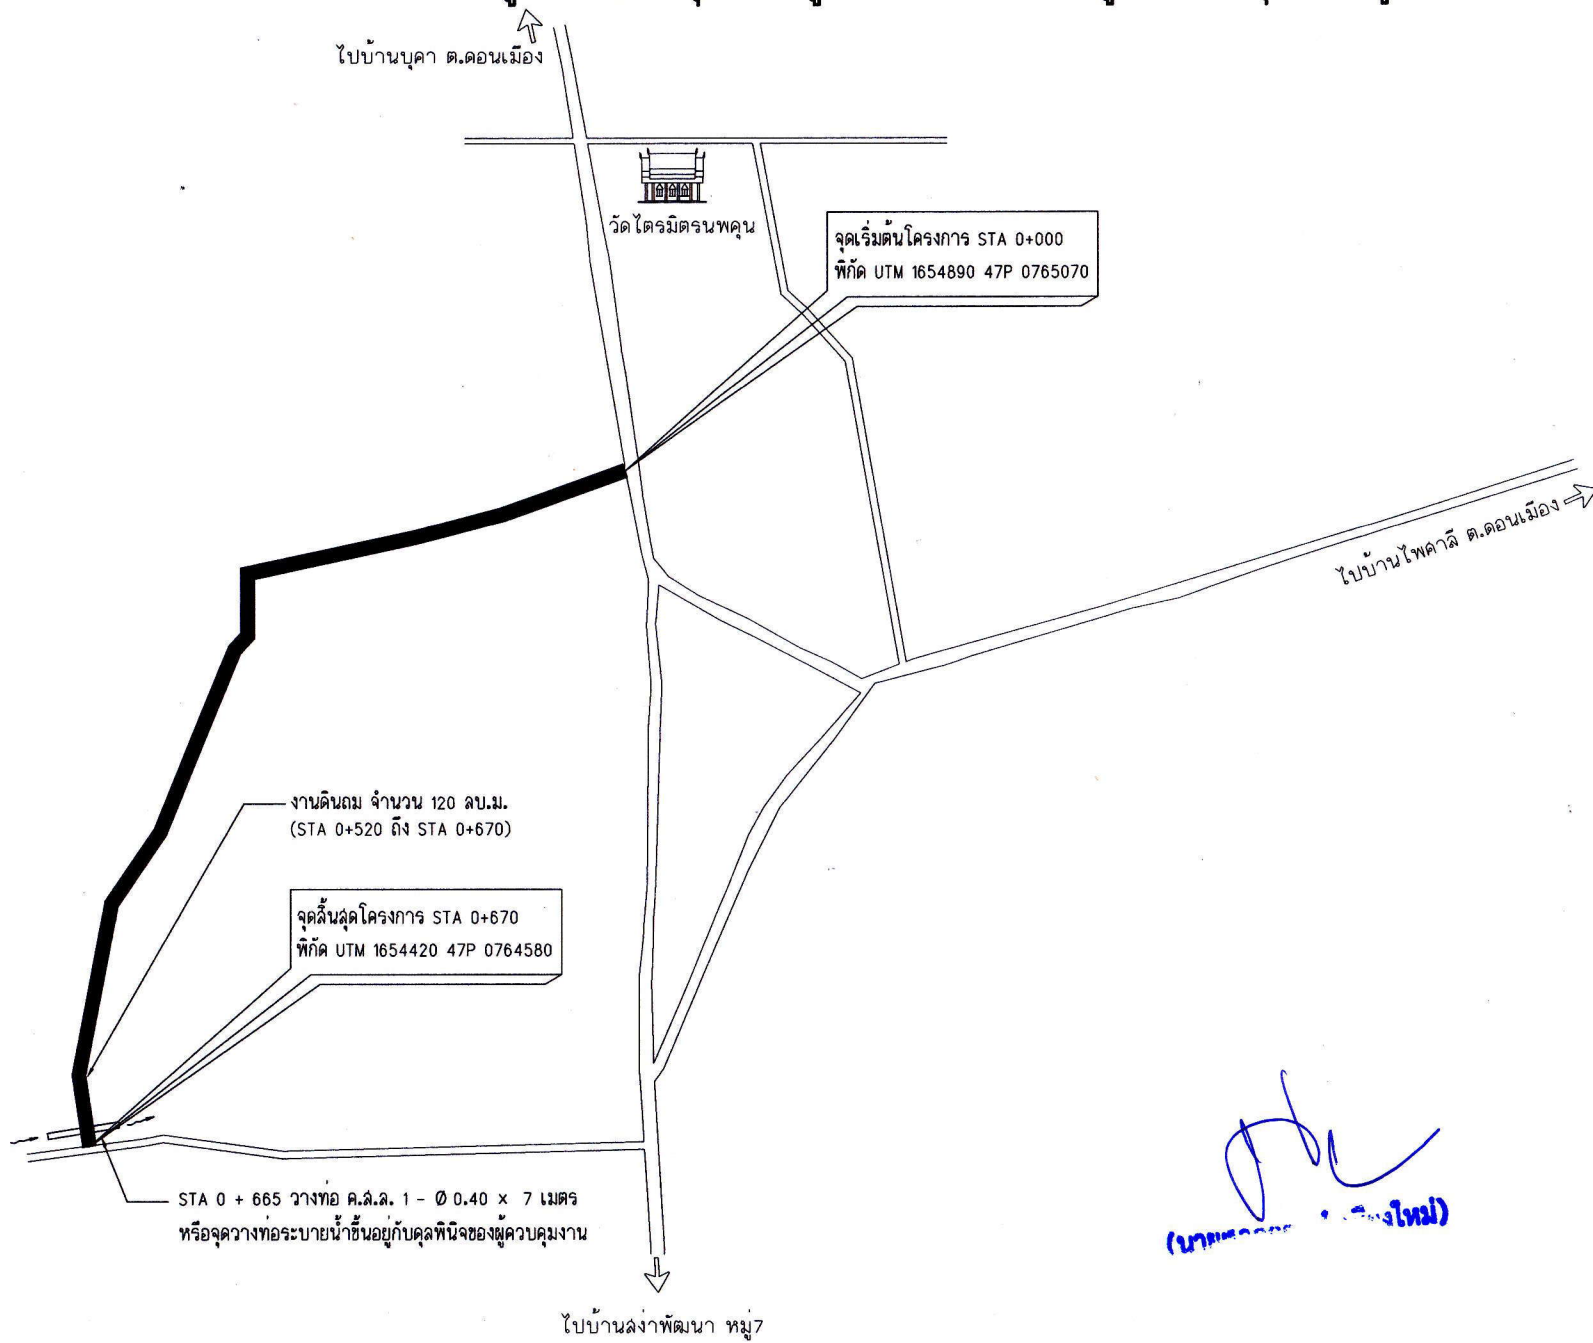 ไปบ้านบุคา ต.ดอนเมือง
วัดไตรมิตรนพคุน
จุดเริ่มต้นโครงการ STA 0+000
พิกัด UTM 1654890 47P 0765070
ไปบ้านไพคาลี ต.ดอนเมือง
งานดินถม จำนวน 120 ลบ.ม.
(STA 0+520 ถึง STA 0+670)
จุดสิ้นสุดโครงการ STA 0+670
พิกัด UTM 1654420 47P 0764580
STA 0 + 665 วางท่อ ค.ส.ล. 1 - Ø 0.40 x 7 เมตร
หรือจุดวางท่อระบายน้ำขึ้นอยู่กับดุลพินิจของผู้ควบคุมงาน
ไปบ้านสง่าพัฒนา หมู่7